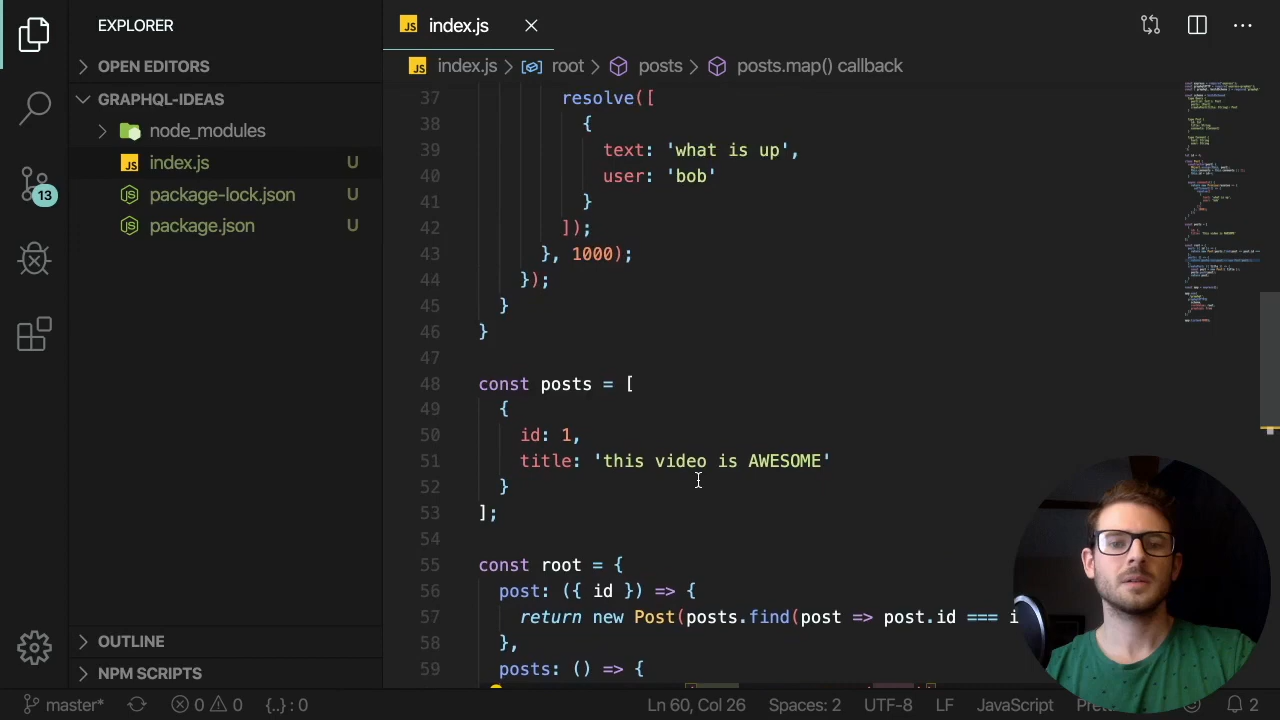 EXPLORER
JS index.js
OPEN EDITORS
JS index.js > root > posts > posts.map() callback
GRAPHQL-IDEAS
node_modules
JS index.js U
package-lock.json U
package.json U
13
37 resolve([
38 {
39 text: 'what is up',
40 user: 'bob'
41 }
42 ]);
43 }, 1000);
44 });
45 }
46 }
47
48 const posts = [
49 {
50 id: 1,
51 title: 'this video is AWESOME'
52 }
53 ];
54
55 const root = {
56 post: ({ id }) => {
57 return new Post(posts.find(post => post.id === i
58 },
59 posts: () => {
OUTLINE
NPM SCRIPTS
master* 0 0 {..} : 0 Ln 60, Col 26 Spaces: 2 UTF-8 LF JavaScript 2